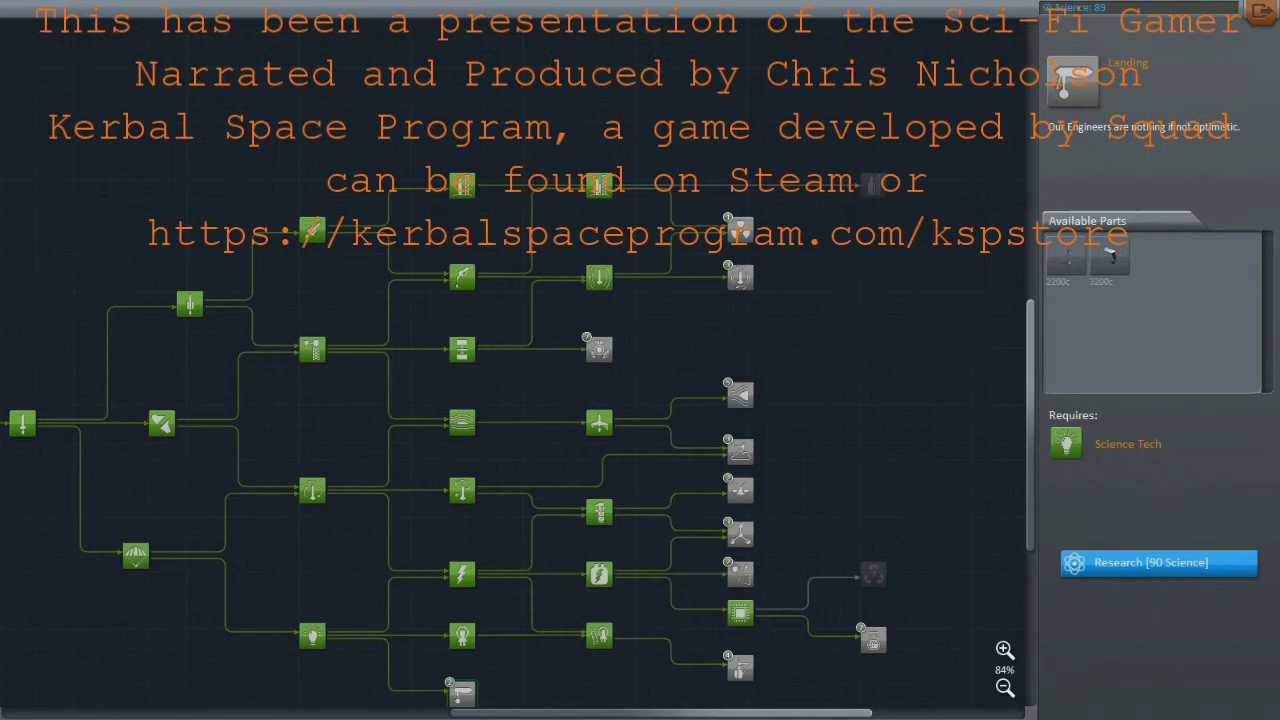 This has been a presentation of the Sci-Fi Gamer
Narrated and Produced by Chris Nicholson
Kerbal Space Program, a game developed by Squad
can be found on Steam or
https://kerbalspaceprogram.com/kspstore
Science: 89
Landing
Our Engineers are nothing if not optimistic.
Available Parts
2200c 3200c
Requires:
Science Tech
Research [90 Science]
84%